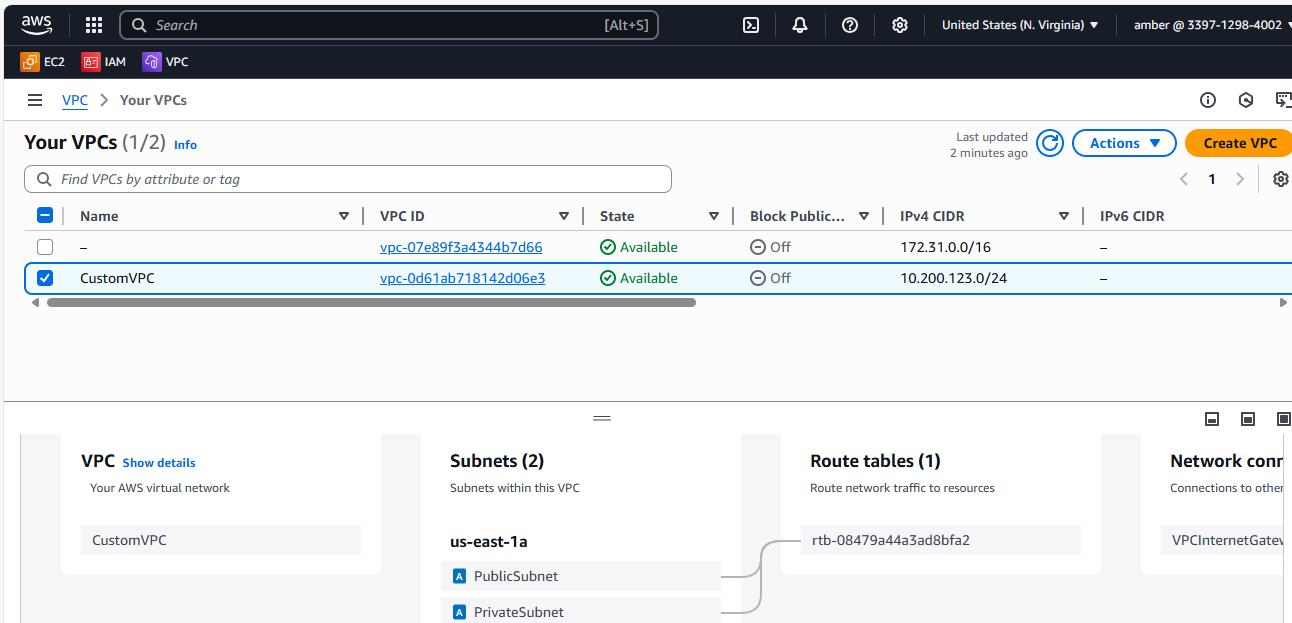 aws
Search [Alt+S] United States (N. Virginia) amber @ 3397-1298-4002
EC2 IAM VPC
VPC Your VPCs
Your VPCs (1/2) Info Last updated 2 minutes ago Actions Create VPC
Find VPCs by attribute or tag 1
Name VPC ID State Block Public... IPv4 CIDR IPv6 CIDR
– vpc-07e89f3a4344b7d66 Available Off 172.31.0.0/16 –
CustomVPC vpc-0d61ab718142d06e3 Available Off 10.200.123.0/24 –
VPC Show details
Your AWS virtual network
CustomVPC
Subnets (2)
Subnets within this VPC
us-east-1a
A PublicSubnet
A PrivateSubnet
Route tables (1)
Route network traffic to resources
rtb-08479a44a3ad8bfa2
Network conn
Connections to other
VPCInternetGatew